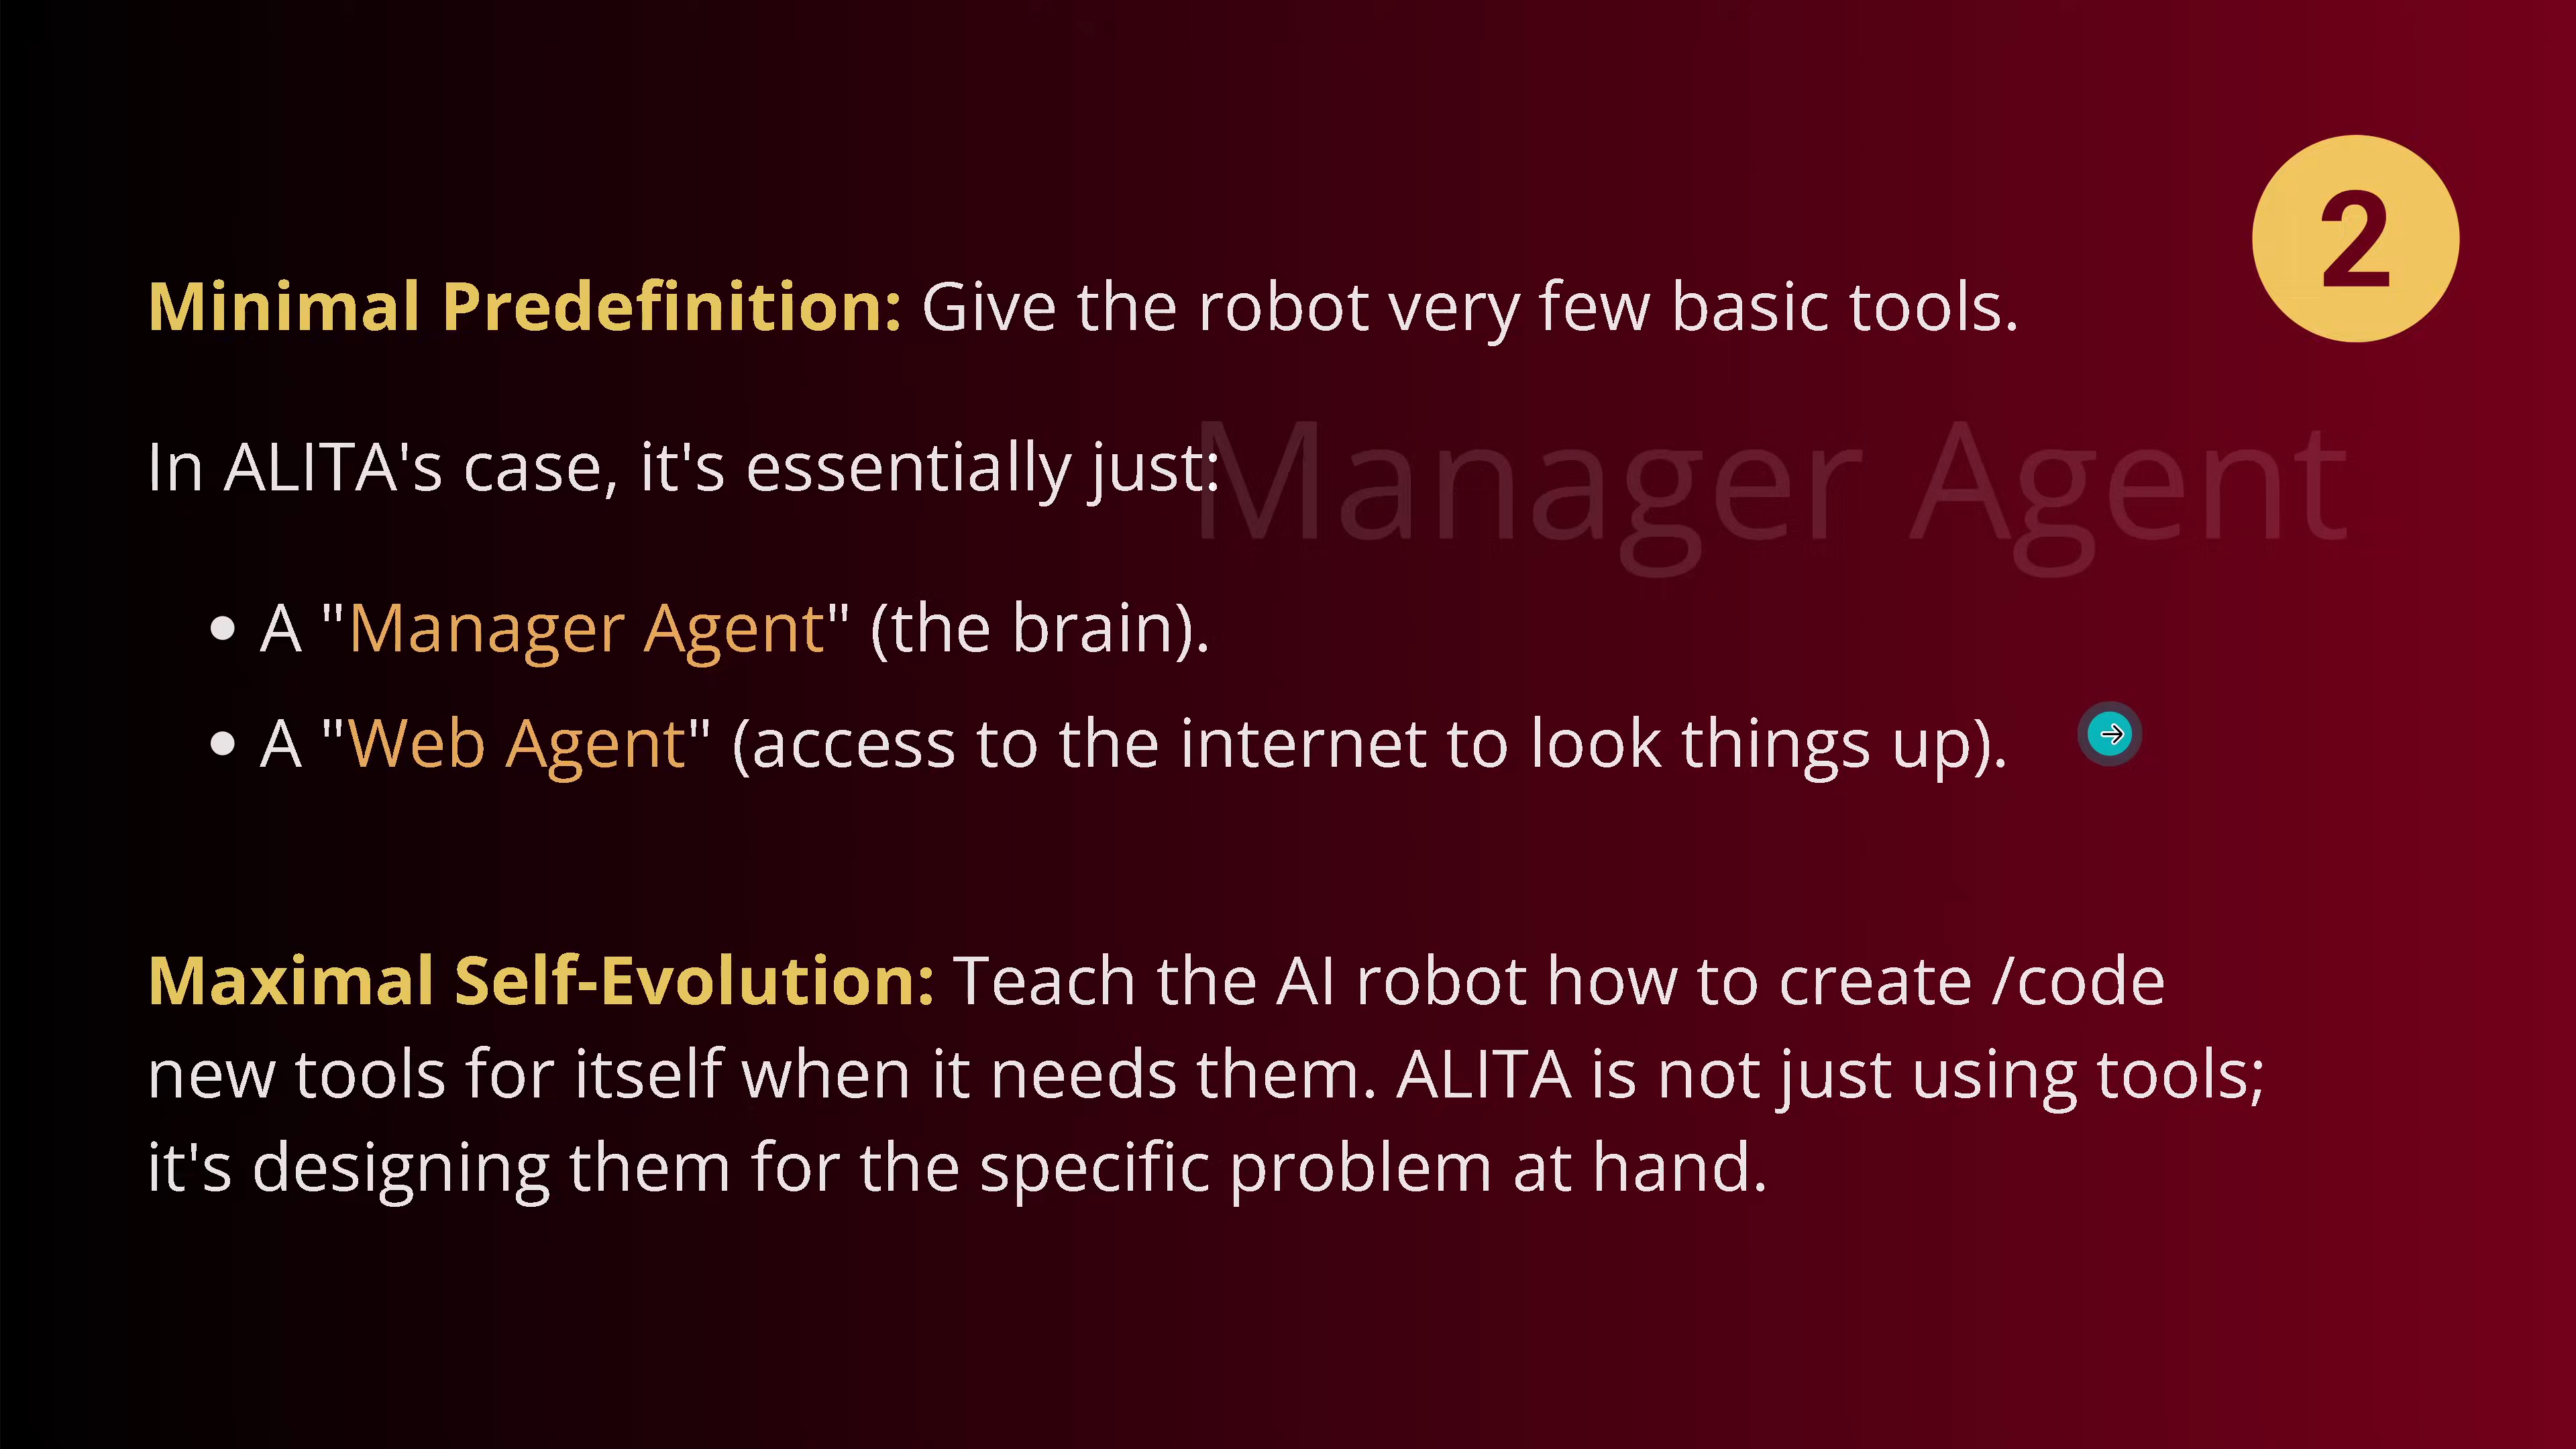 2
Minimal Predefinition: Give the robot very few basic tools.
In ALITA's case, it's essentially just:
Manager Agent
• A "Manager Agent" (the brain).
• A "Web Agent" (access to the internet to look things up).
Maximal Self-Evolution: Teach the AI robot how to create /code
new tools for itself when it needs them. ALITA is not just using tools;
it's designing them for the specific problem at hand.